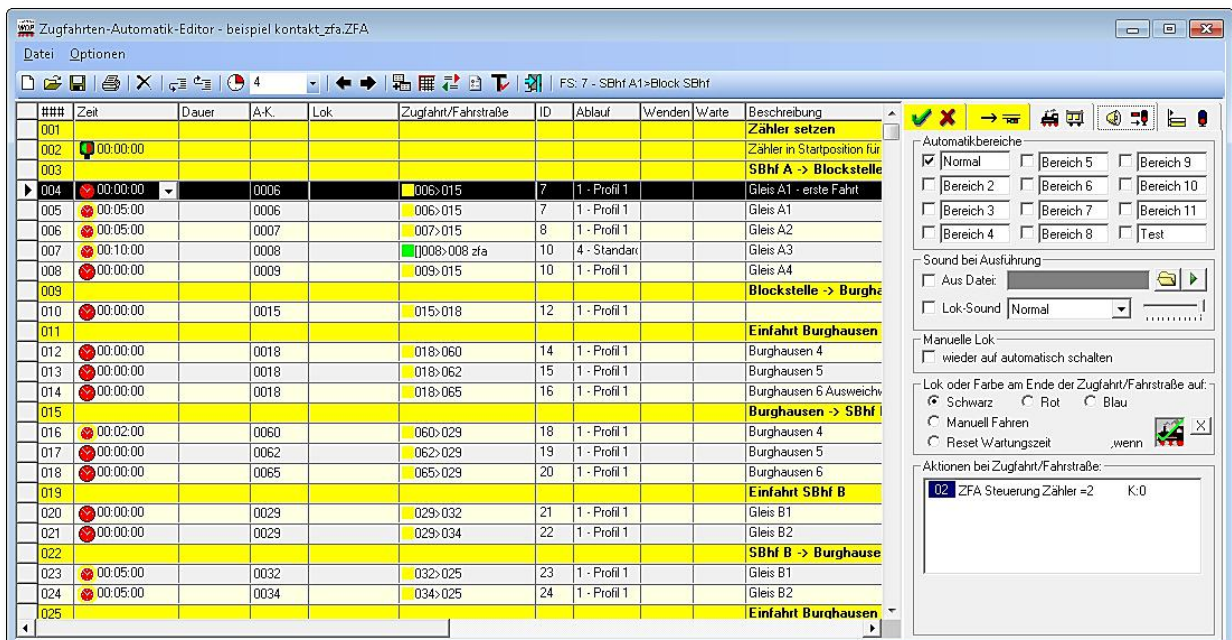 Zugfahrten-Automatik-Editor - beispiel kontakt_zfa.ZFA
Datei Optionen
4 FS: 7 - SBhf A1>Block SBhf
### Zeit Dauer A-K. Lok Zugfahrt/Fahrstraße ID Ablauf Wenden Warte Beschreibung
001 Zähler setzen
002 00:00:00 Zähler in Startposition für
003 SBhf A -> Blockstelle
004 00:00:00 0006 006>015 7 1 - Profil 1 Gleis A1 - erste Fahrt
005 00:05:00 0006 006>015 7 1 - Profil 1 Gleis A1
006 00:05:00 0007 007>015 8 1 - Profil 1 Gleis A2
007 00:10:00 0008 []008>008 zfa 10 4 - Standar Gleis A3
008 00:00:00 0009 009>015 10 1 - Profil 1 Gleis A4
009 Blockstelle -> Burgha
010 00:00:00 0015 015>018 12 1 - Profil 1
011 Einfahrt Burghausen
012 00:00:00 0018 018>060 14 1 - Profil 1 Burghausen 4
013 00:00:00 0018 018>062 15 1 - Profil 1 Burghausen 5
014 00:00:00 0018 018>065 16 1 - Profil 1 Burghausen 6 Ausweichw
015 Burghausen -> SBhf
016 00:02:00 0060 060>029 18 1 - Profil 1 Burghausen 4
017 00:00:00 0062 062>029 19 1 - Profil 1 Burghausen 5
018 00:00:00 0065 065>029 20 1 - Profil 1 Burghausen 6
019 Einfahrt SBhf B
020 00:00:00 0029 029>032 21 1 - Profil 1 Gleis B1
021 00:00:00 0029 029>034 22 1 - Profil 1 Gleis B2
022 SBhf B -> Burghause
023 00:05:00 0032 032>025 23 1 - Profil 1 Gleis B1
024 00:05:00 0034 034>025 24 1 - Profil 1 Gleis B2
025 Einfahrt Burghausen
Automatikbereiche
Normal Bereich 5 Bereich 9
Bereich 2 Bereich 6 Bereich 10
Bereich 3 Bereich 7 Bereich 11
Bereich 4 Bereich 8 Test
Sound bei Ausführung
Aus Datei:
Lok-Sound Normal
Manuelle Lok
wieder auf automatisch schalten
Lok oder Farbe am Ende der Zugfahrt/Fahrstraße auf:
Schwarz Rot Blau
Manuell Fahren
Reset Wartungszeit ,wenn X
Aktionen bei Zugfahrt/Fahrstraße:
02 ZFA Steuerung Zähler =2 K:0